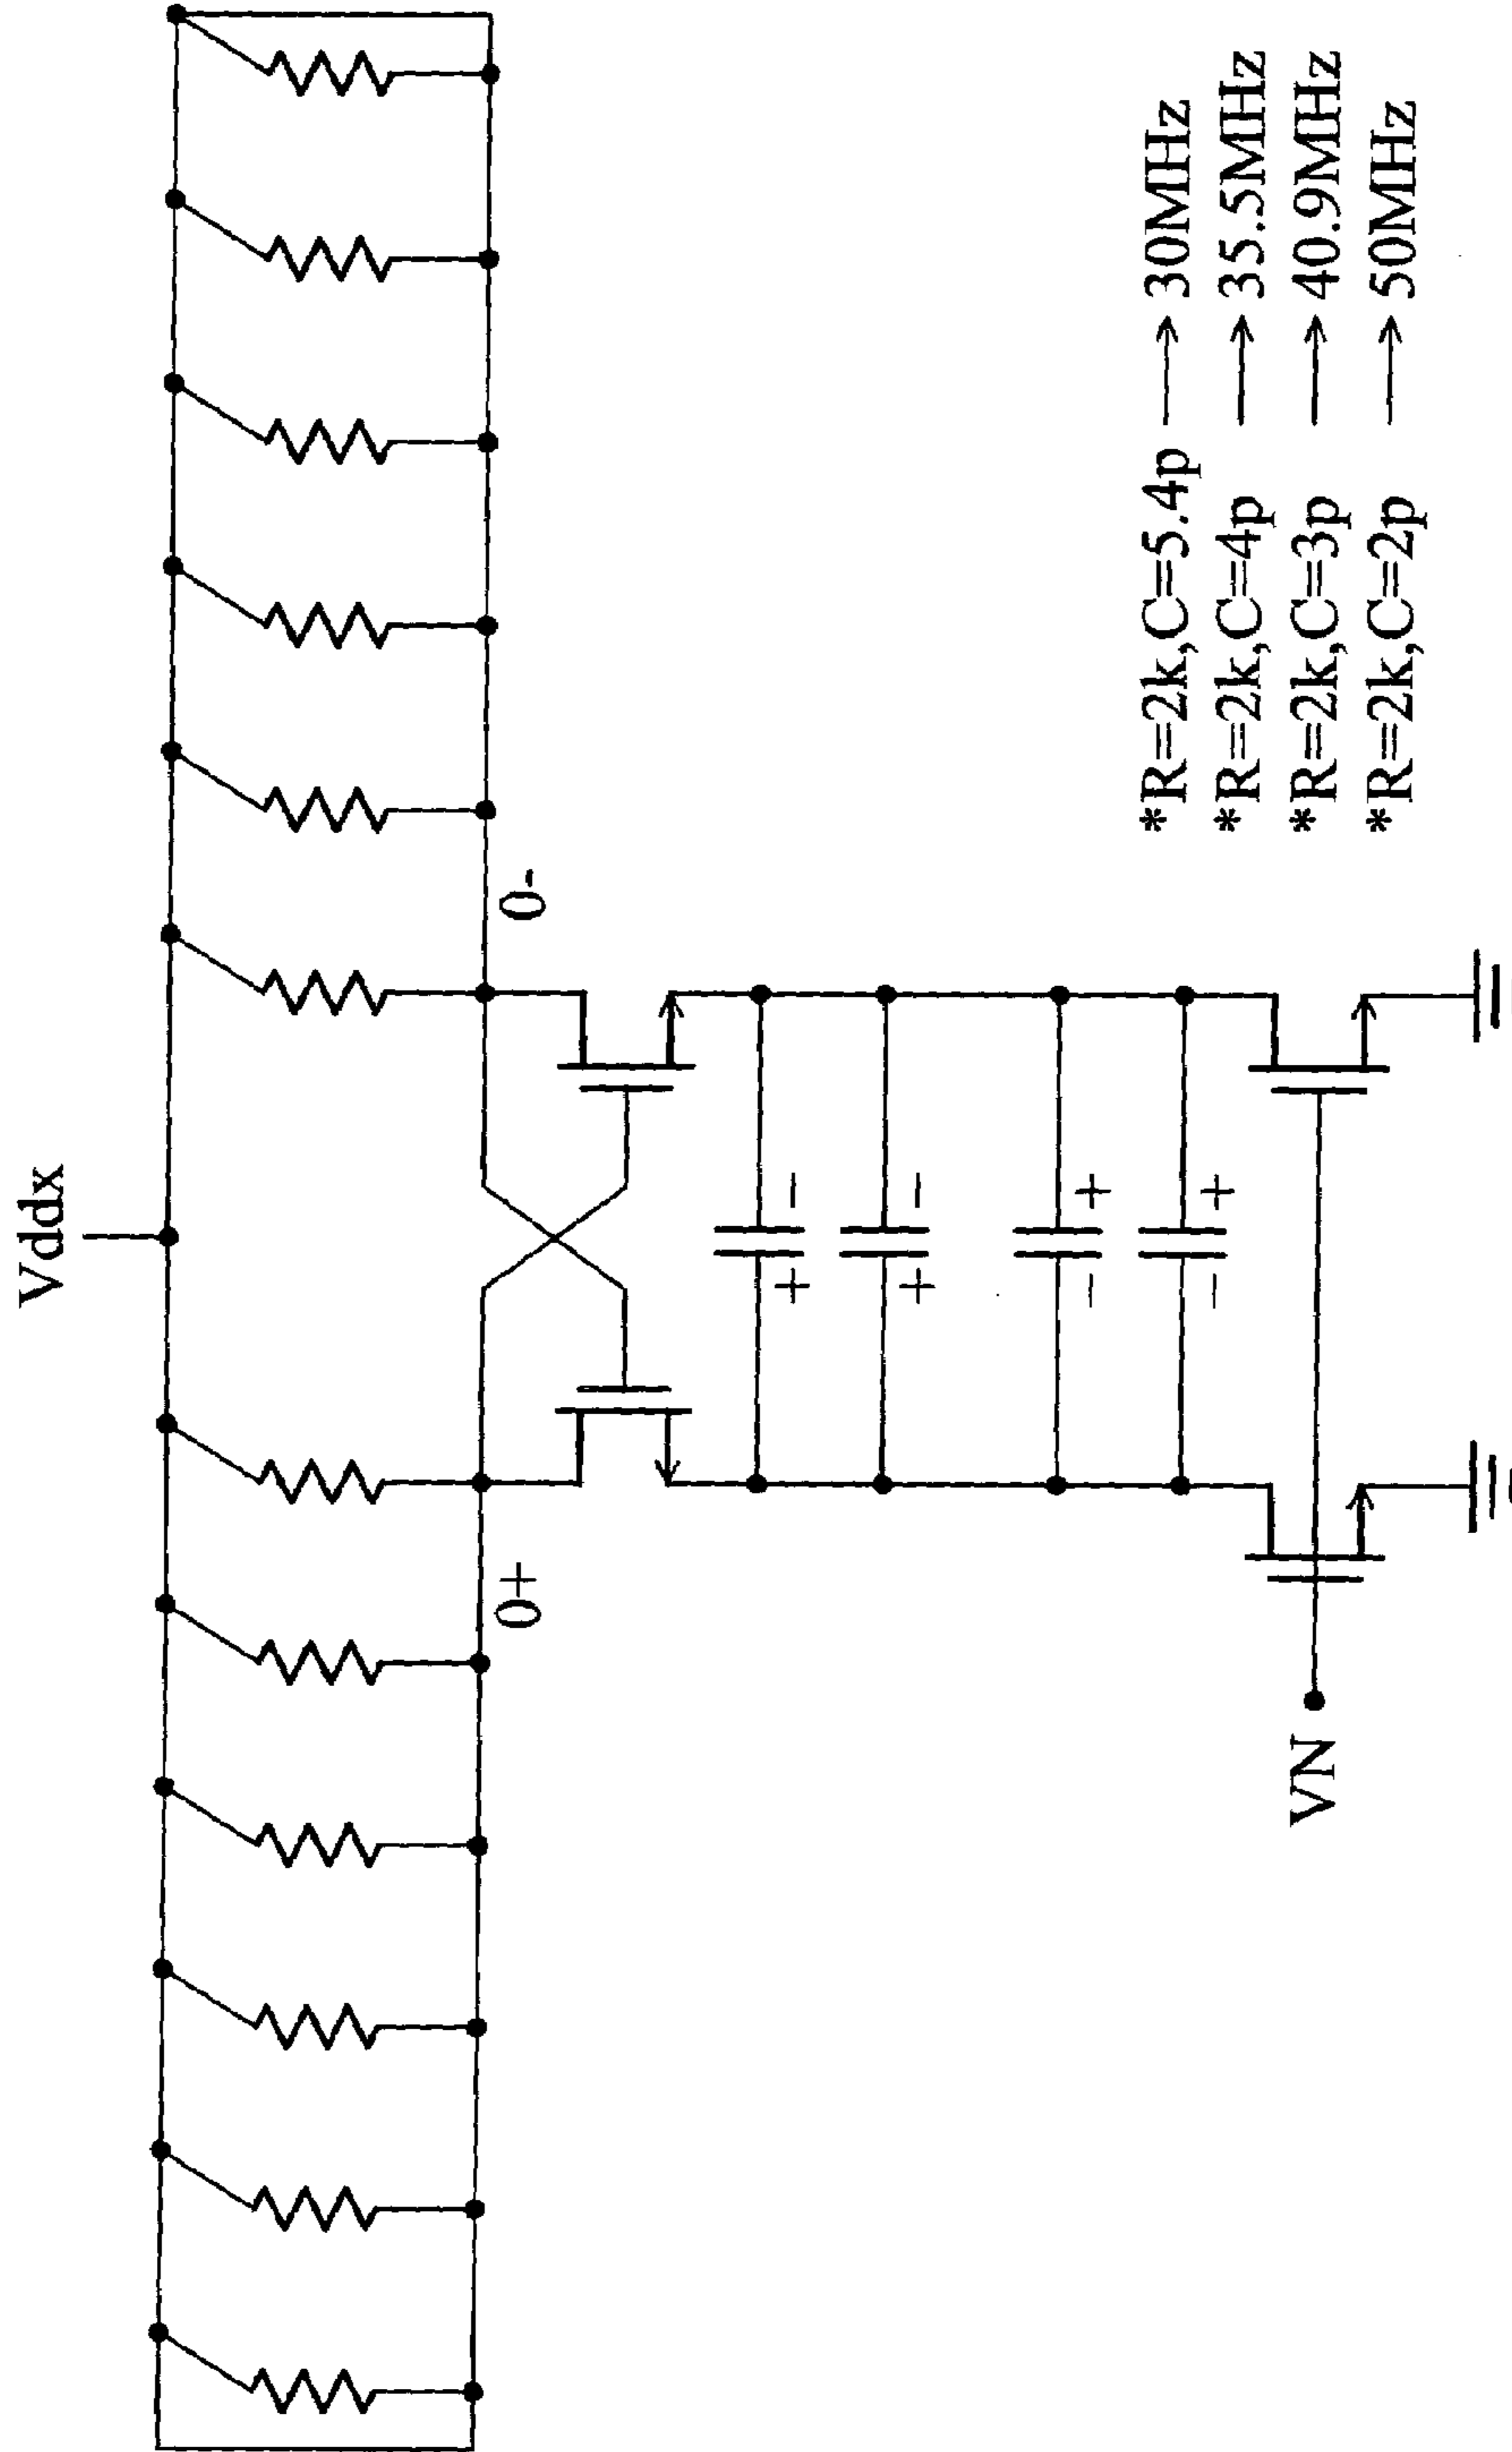 Vddx
0+
0-
+
-
+
-
-
+
-
+
VN
*R=2k,C=5.4p → 30MHz
*R=2k,C=4p → 35.5MHz
*R=2k,C=3p → 40.9MHz
*R=2k,C=2p → 50MHz